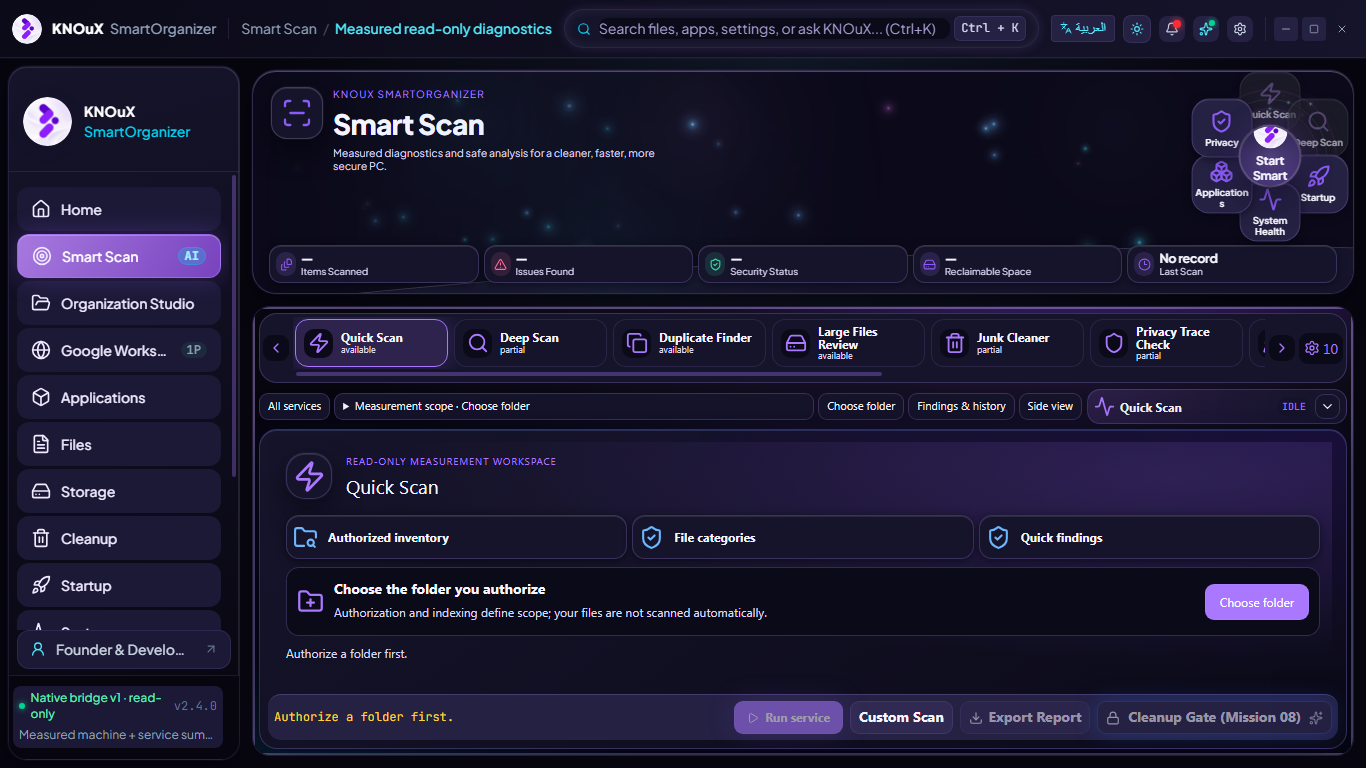 KNOuX SmartOrganizer
Smart Scan / Measured read-only diagnostics
Search files, apps, settings, or ask KNOuX... (Ctrl+K)
Ctrl + K
العربية
KNOuX
SmartOrganizer
Home
Smart Scan
AI
Organization Studio
Google Works...
1P
Applications
Files
Storage
Cleanup
Startup
Founder & Develo...
Native bridge v1 · read-only
v2.4.0
Measured machine + service sum...
KNOUX SMARTORGANIZER
Smart Scan
Measured diagnostics and safe analysis for a cleaner, faster, more
secure PC.
Quick Scan
Privacy
Deep Scan
Start
Smart
Application
s
Startup
System
Health
—
Items Scanned
—
Issues Found
—
Security Status
—
Reclaimable Space
No record
Last Scan
Quick Scan
available
Deep Scan
partial
Duplicate Finder
available
Large Files
Review
available
Junk Cleaner
partial
Privacy Trace
Check
partial
10
All services
Measurement scope · Choose folder
Choose folder
Findings & history
Side view
Quick Scan
IDLE
READ-ONLY MEASUREMENT WORKSPACE
Quick Scan
Authorized inventory
File categories
Quick findings
Choose the folder you authorize
Authorization and indexing define scope; your files are not scanned automatically.
Choose folder
Authorize a folder first.
Authorize a folder first.
Run service
Custom Scan
Export Report
Cleanup Gate (Mission 08)